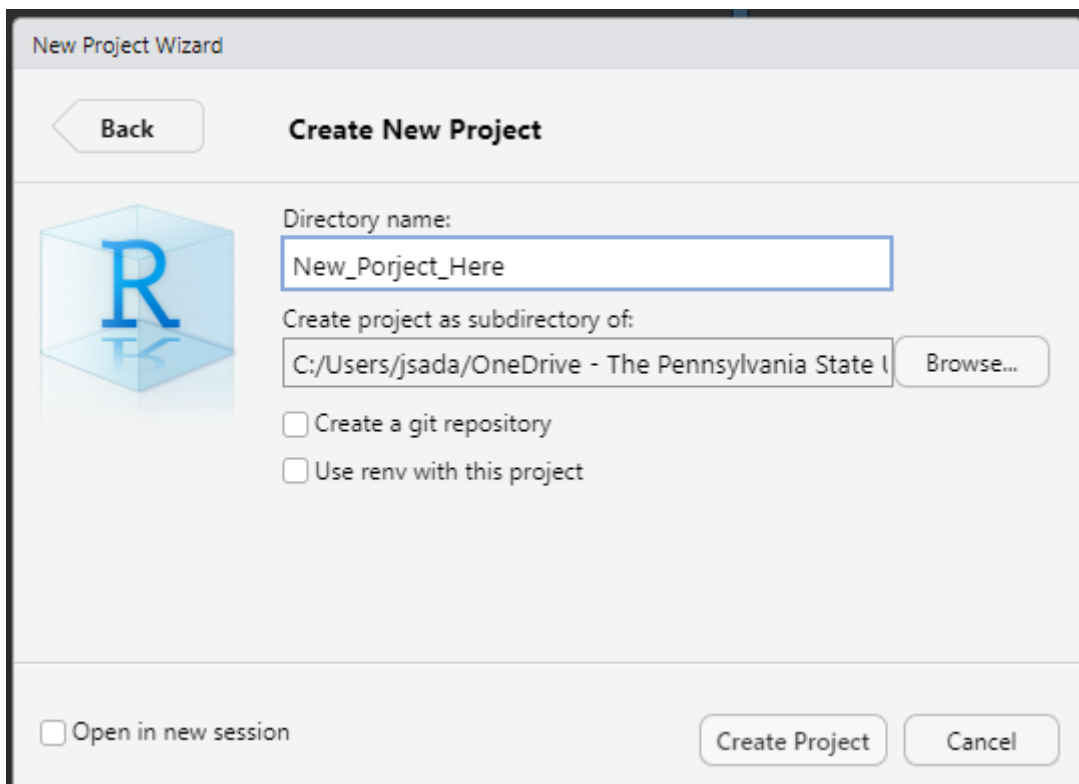 New Project Wizard
Back
Create New Project
R
Directory name:
New_Porject_Here
Create project as subdirectory of:
C:/Users/jsada/OneDrive - The Pennsylvania State
Browse...
Create a git repository
Use renv with this project
Open in new session
Create Project
Cancel